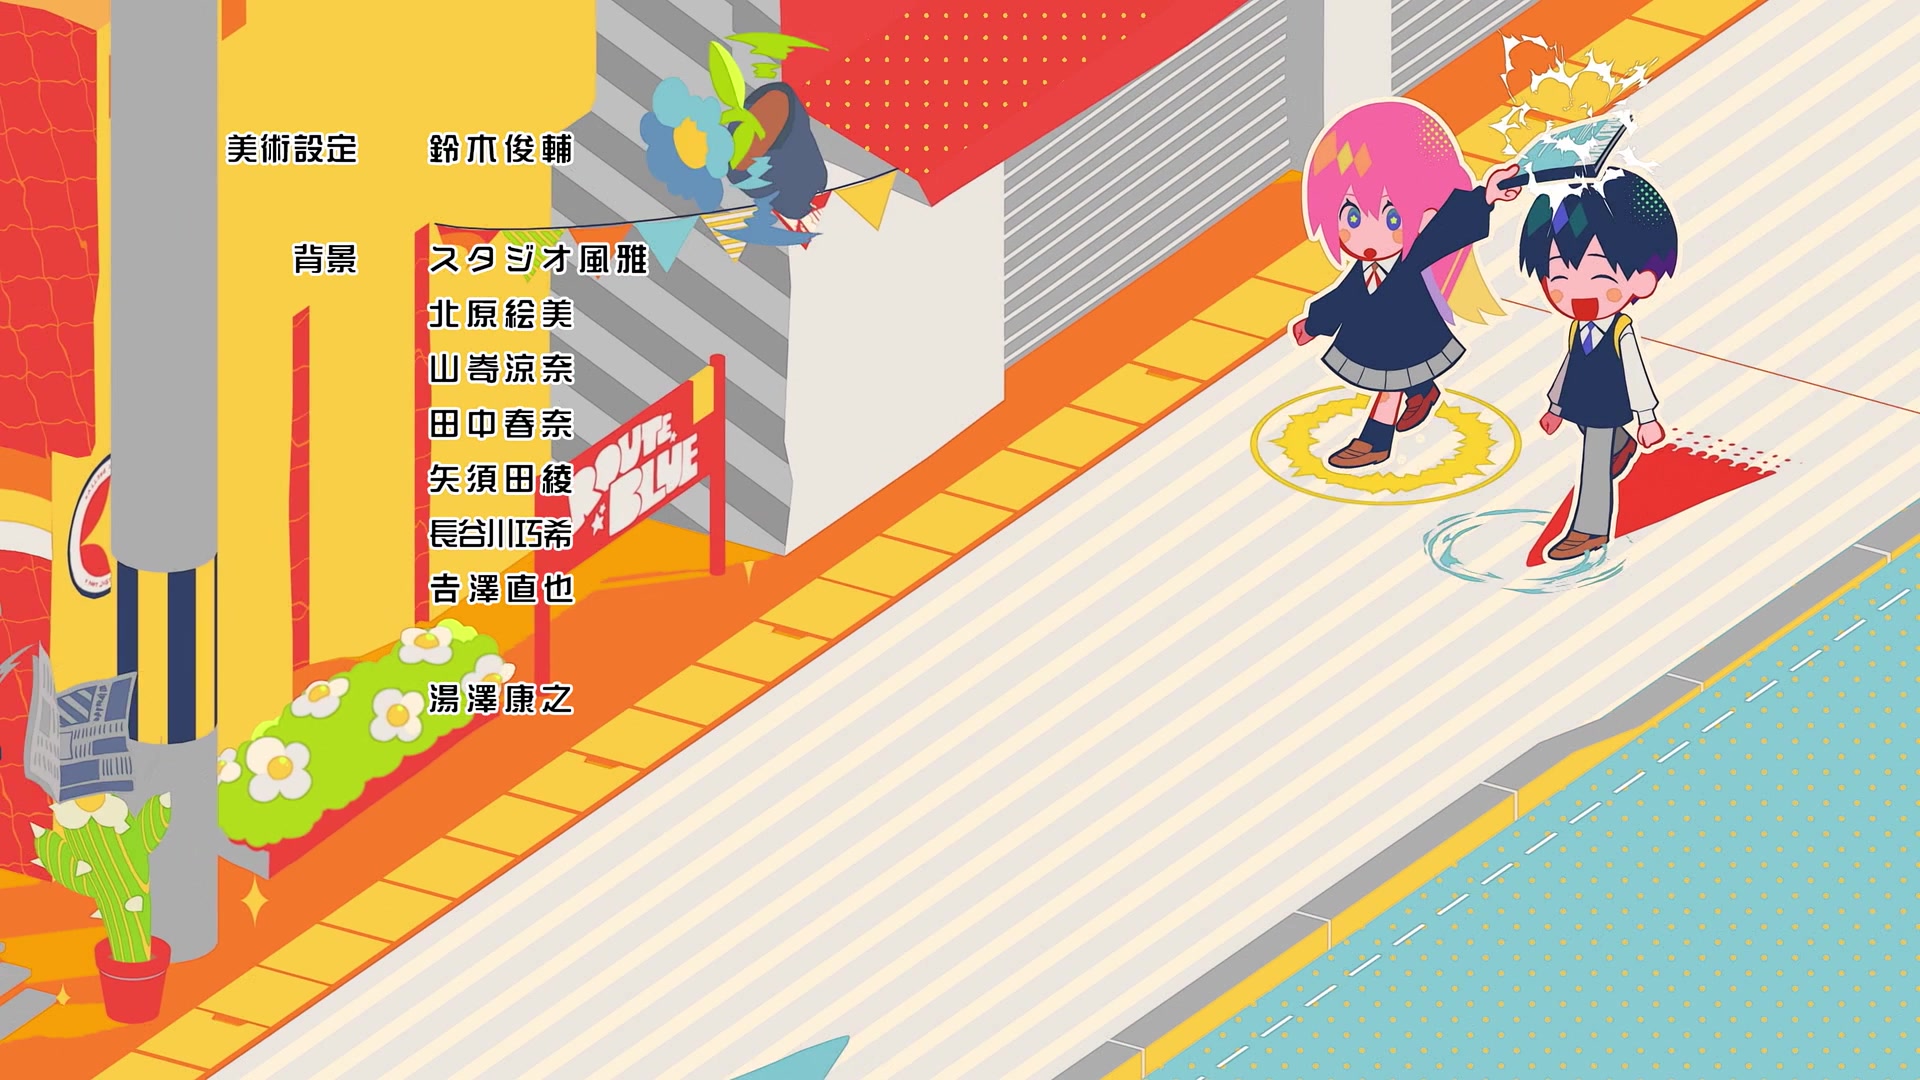 美術設定 鈴木俊輔
背景 スタジオ風雅
北原絵美
山嵜涼奈
田中春奈
矢須田綾
長谷川巧希
吉澤直也
湯澤康之
ROUTE
BLUE